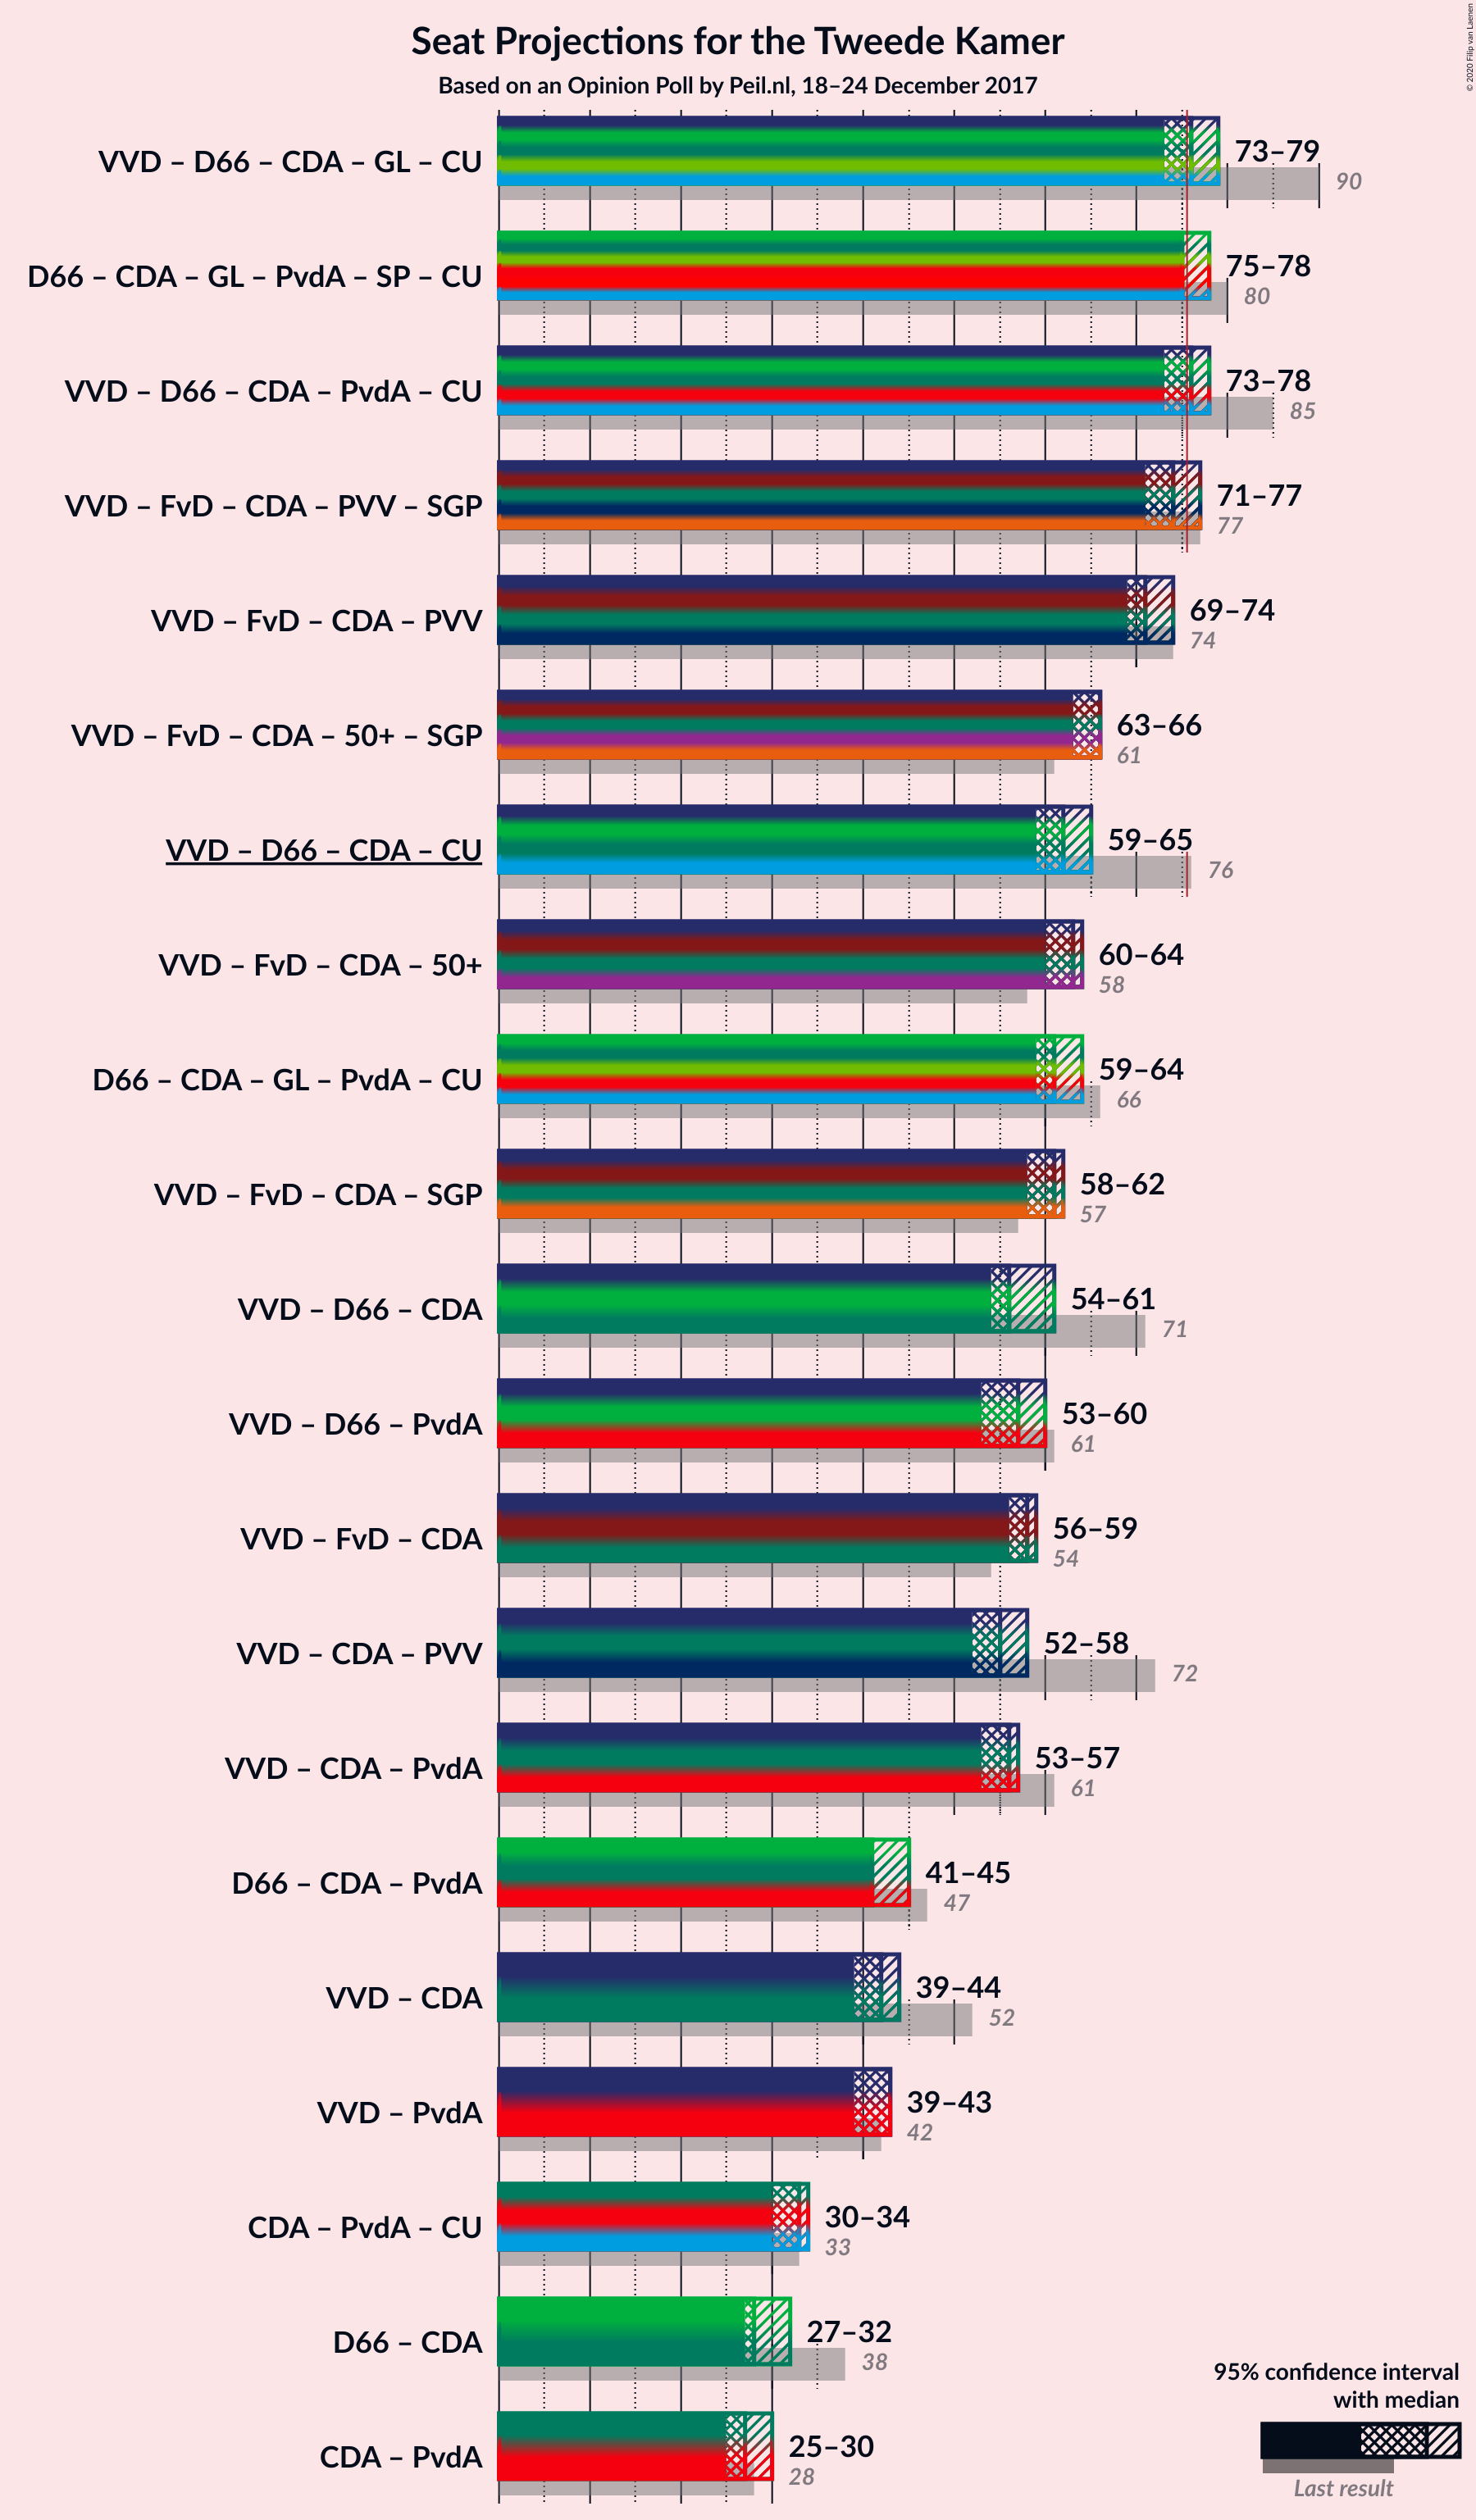 Seat Projections for the Tweede Kamer
Based on an Opinion Poll by Peil.nl, 18–24 December 2017
© 2020 Filip van Laenen
VVD – D66 – CDA – GL – CU
73–79
90
D66 – CDA – GL – PvdA – SP – CU
75–78
80
VVD – D66 – CDA – PvdA – CU
73–78
85
VVD – FvD – CDA – PVV – SGP
71–77
77
VVD – FvD – CDA – PVV
69–74
74
VVD – FvD – CDA – 50+ – SGP
63–66
61
VVD – D66 – CDA – CU
59–65
76
VVD – FvD – CDA – 50+
60–64
58
D66 – CDA – GL – PvdA – CU
59–64
66
VVD – FvD – CDA – SGP
58–62
57
VVD – D66 – CDA
54–61
71
VVD – D66 – PvdA
53–60
61
VVD – FvD – CDA
56–59
54
VVD – CDA – PVV
52–58
72
VVD – CDA – PvdA
53–57
61
D66 – CDA – PvdA
41–45
47
VVD – CDA
39–44
52
VVD – PvdA
39–43
42
CDA – PvdA – CU
30–34
33
D66 – CDA
27–32
38
CDA – PvdA
25–30
28
95% confidence interval
with median
Last result